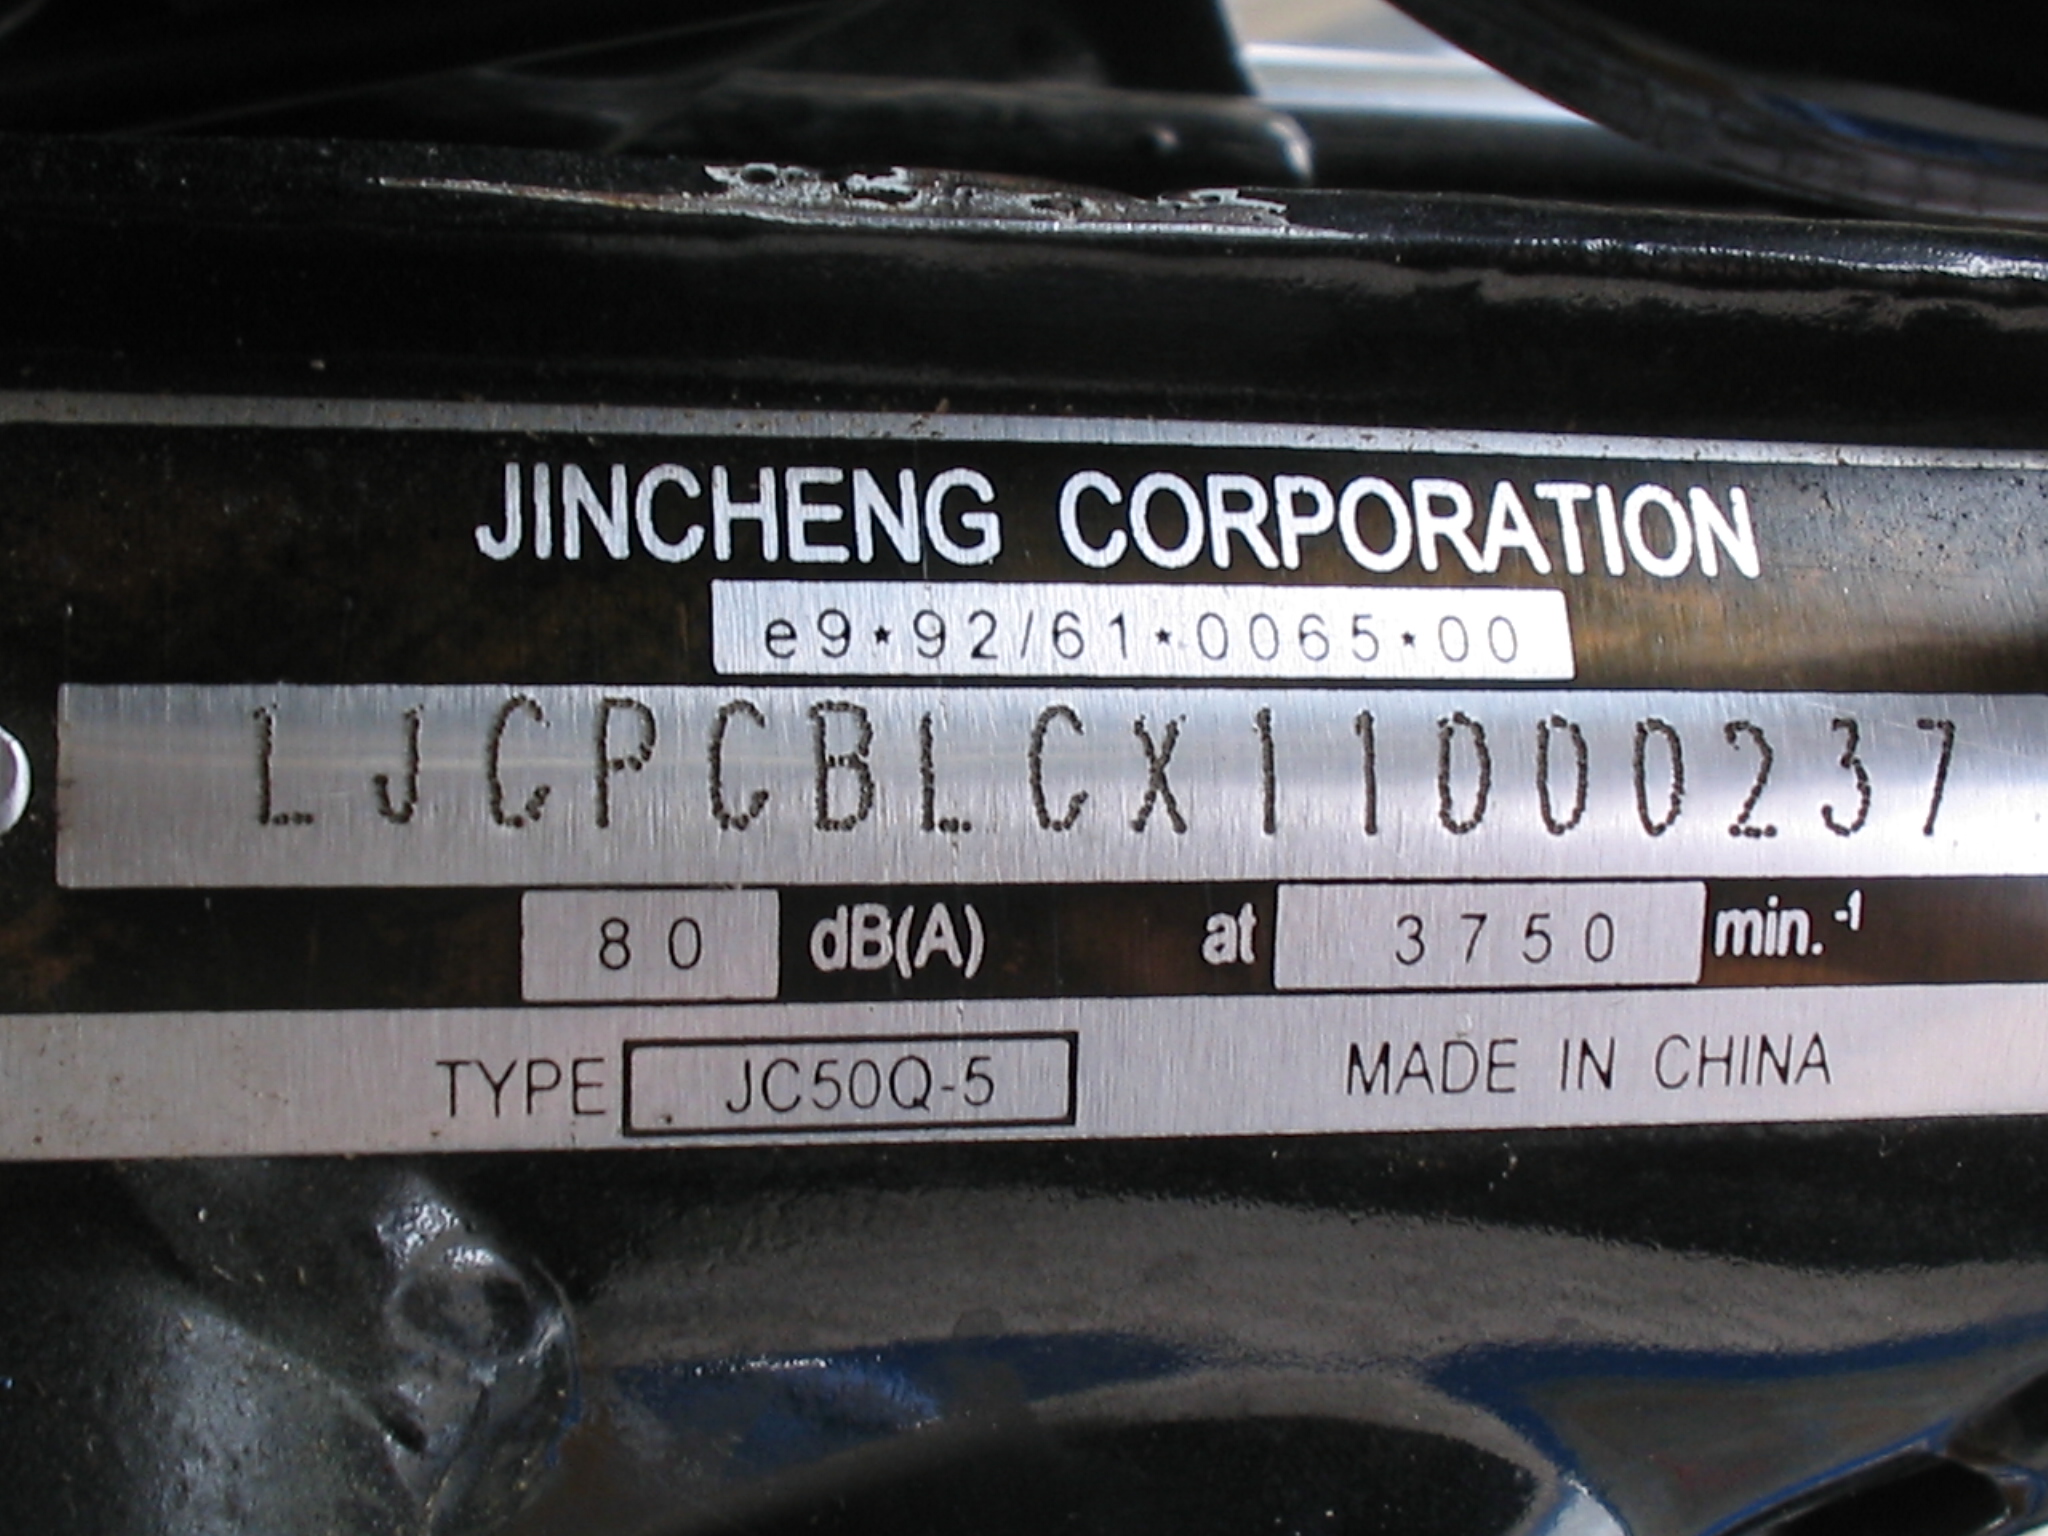 JINCHENG CORPORATION
e9*92/61*0065*00
LJCPCBLCX11000237
80 dB(A) at 3750 min.-1
TYPE JC50Q-5 MADE IN CHINA